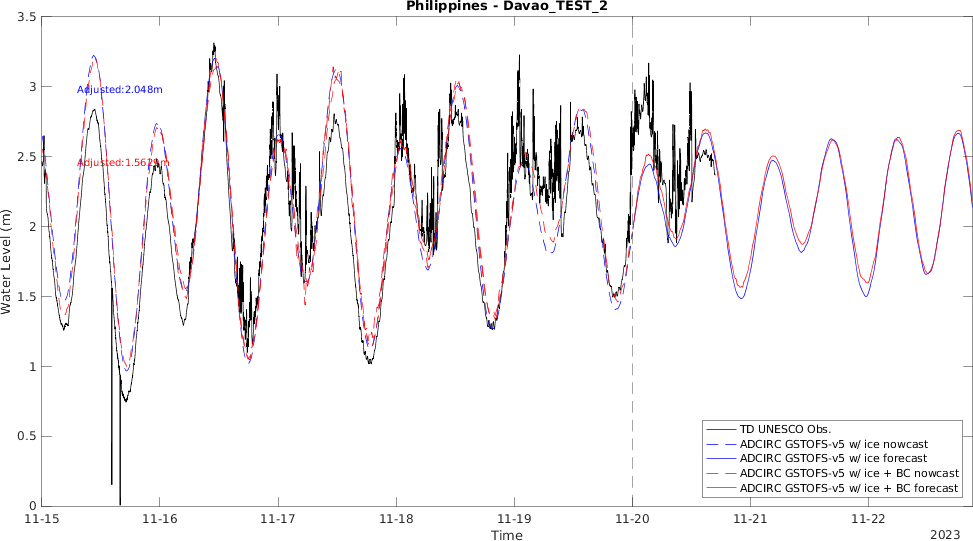 Philippines - Davao_TEST_2
3.5
3
2.5
2
1.5
1
0.5
0
Water Level (m)
Adjusted:2.048m
TD UNESCO Obs.
ADCIRC GSTOFS-v5 w/ ice nowcast
ADCIRC GSTOFS-v5 w/ ice forecast
ADCIRC GSTOFS-v5 w/ ice + BC nowcast
ADCIRC GSTOFS-v5 w/ ice + BC forecast
11-15
11-16
11-17
11-18
11-19
11-20
11-21
11-22
Time
2023